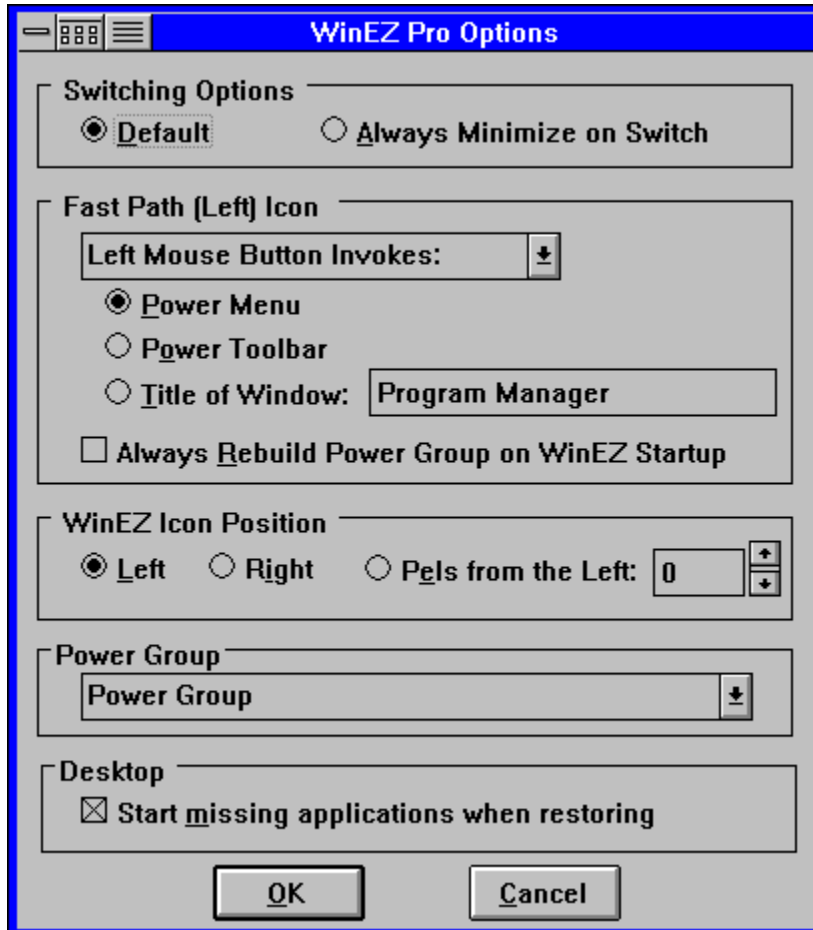 WinEZ Pro Options
Switching Options
Default Always Minimize on Switch
Fast Path (Left) Icon
Left Mouse Button Invokes:
Power Menu
Power Toolbar
Title of Window: Program Manager
Always Rebuild Power Group on WinEZ Startup
WinEZ Icon Position
Left Right Pels from the Left: 0
Power Group
Power Group
Desktop
Start missing applications when restoring
OK Cancel